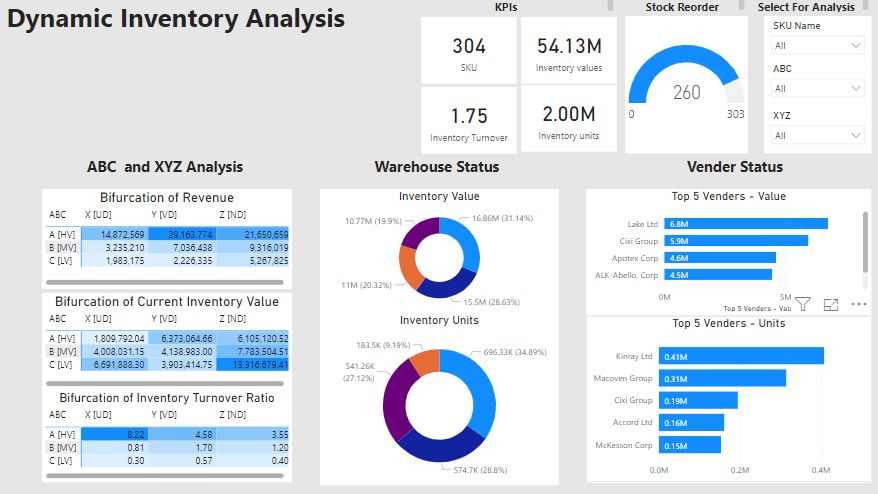 Dynamic Inventory Analysis
KPIs
304
SKU
54.13M
Inventory values
1.75
Inventory Turnover
2.00M
Inventory units
Stock Reorder
260
0
303
Select For Analysis
SKU Name
All
ABC
All
XYZ
All
ABC and XYZ Analysis
Bifurcation of Revenue
ABC X [UD] Y [VD] Z [ND]
A [HV] 14,872,569 29,163,774 21,650,659
B [MV] 3,235,210 7,036,438 9,316,019
C [LV] 1,983,175 2,226,335 5,267,825
Bifurcation of Current Inventory Value
ABC X [UD] Y [VD] Z [ND]
A [HV] 1,809,792.04 6,373,064.66 6,105,120.52
B [MV] 4,008,031.15 4,138,983.00 7,783,504.51
C [LV] 6,691,888.30 3,903,414.75 13,316,679.41
Bifurcation of Inventory Turnover Ratio
ABC X [UD] Y [VD] Z [ND]
A [HV] 8.22 4.58 3.55
B [MV] 0.81 1.70 1.20
C [LV] 0.30 0.57 0.40
Warehouse Status
Inventory Value
10.77M (19.9%)
16.86M (31.14%)
11M (20.32%)
15.5M (28.63%)
Inventory Units
183.5K (9.19%)
696.33K (34.89%)
541.26K
(27.12%)
574.7K (28.8%)
Vender Status
Top 5 Venders - Value
Lake Ltd 6.8M
Cixi Group 5.9M
Apotex Corp 4.6M
ALK-Abello, Corp 4.5M
0M 5M
Top 5 Venders - Valu
Top 5 Venders - Units
Kinray Ltd 0.41M
Macoven Group 0.31M
Cixi Group 0.19M
Accord Ltd 0.16M
McKesson Corp 0.15M
0.0M 0.2M 0.4M